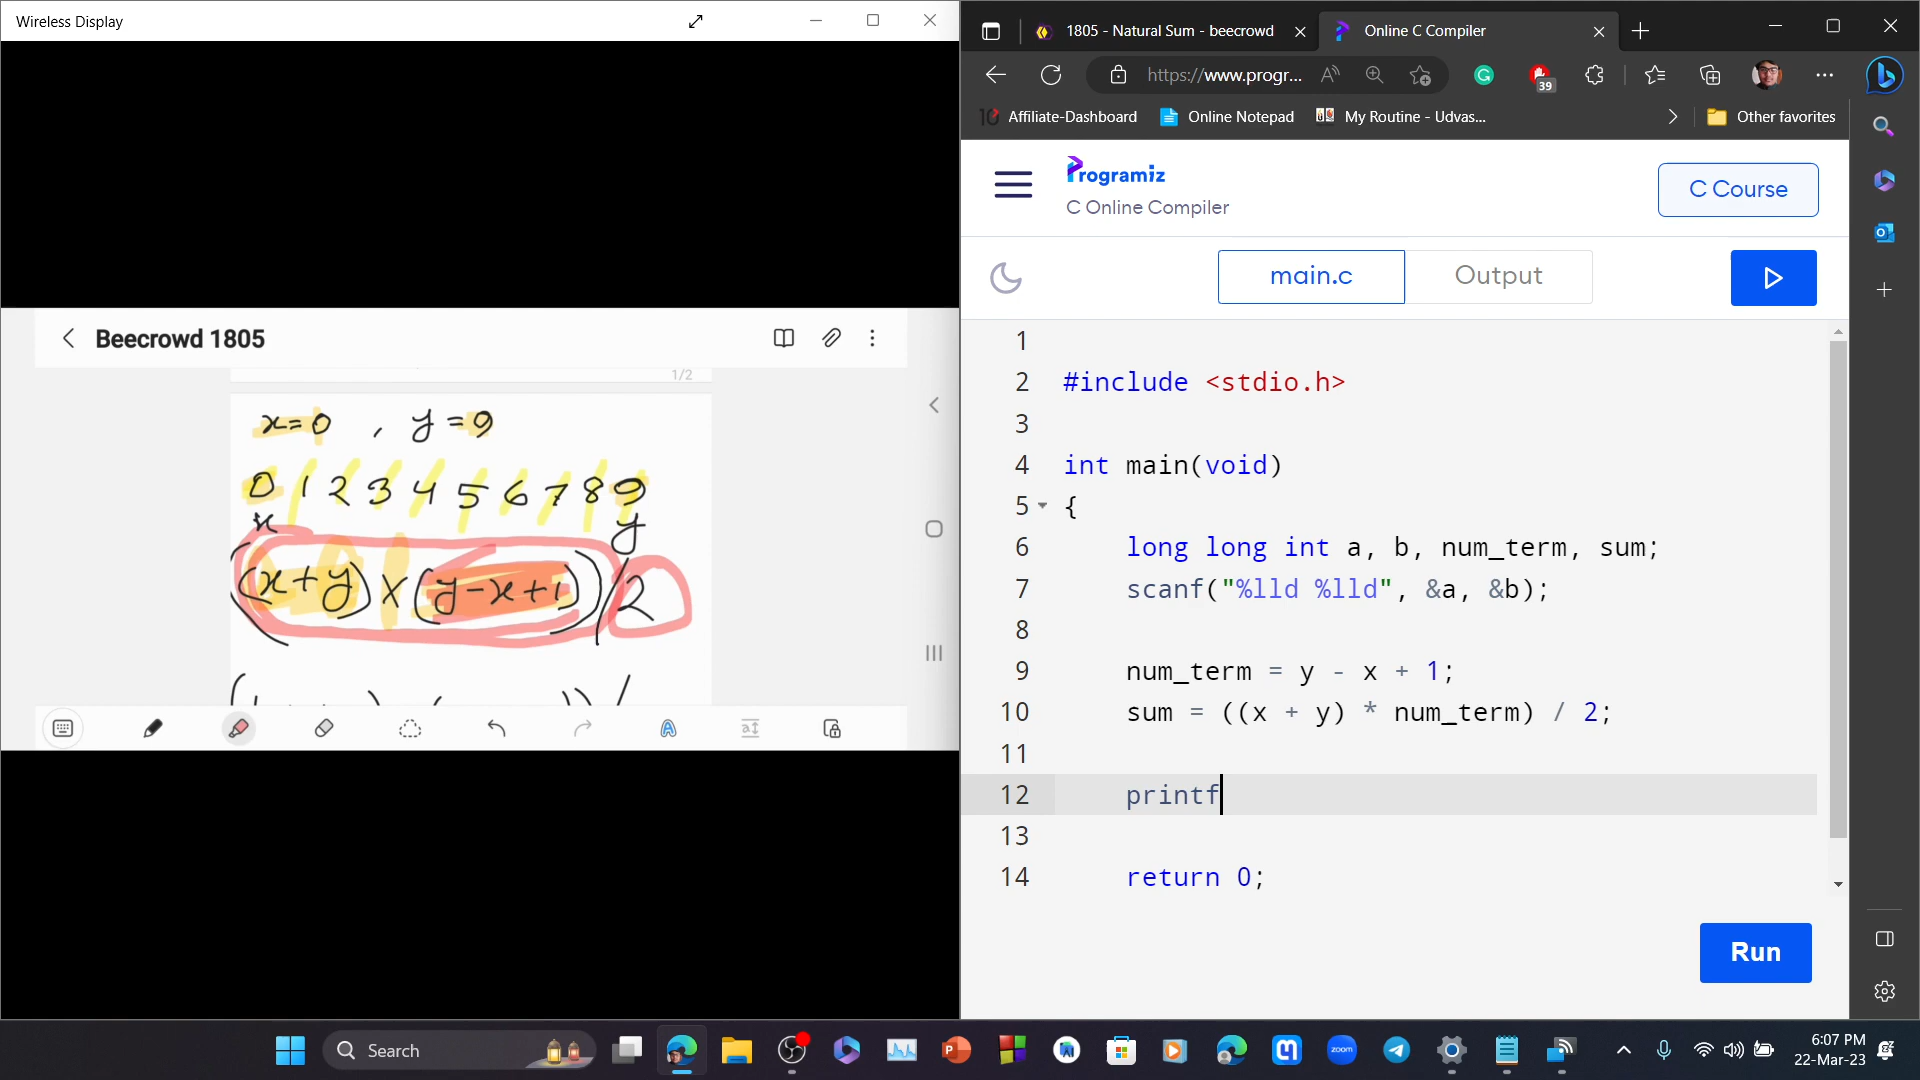 Wireless Display
Beecrowd 1805
1/2
x=0 , y=9
0 1 2 3 4 5 6 7 8 9
x y
((x+y)×(y-x+1))/2
1805 - Natural Sum - beecrowd
Online C Compiler
https://www.progr...
39
Affiliate-Dashboard
Online Notepad
My Routine - Udvas...
Other favorites
Programiz
C Online Compiler
C Course
main.c
Output
1
2 #include <stdio.h>
3
4 int main(void)
5 {
6 long long int a, b, num_term, sum;
7 scanf("%lld %lld", &a, &b);
8
9 num_term = y - x + 1;
10 sum = ((x + y) * num_term) / 2;
11
12 printf
13
14 return 0;
Run
Search
zoom
6:07 PM
22-Mar-23